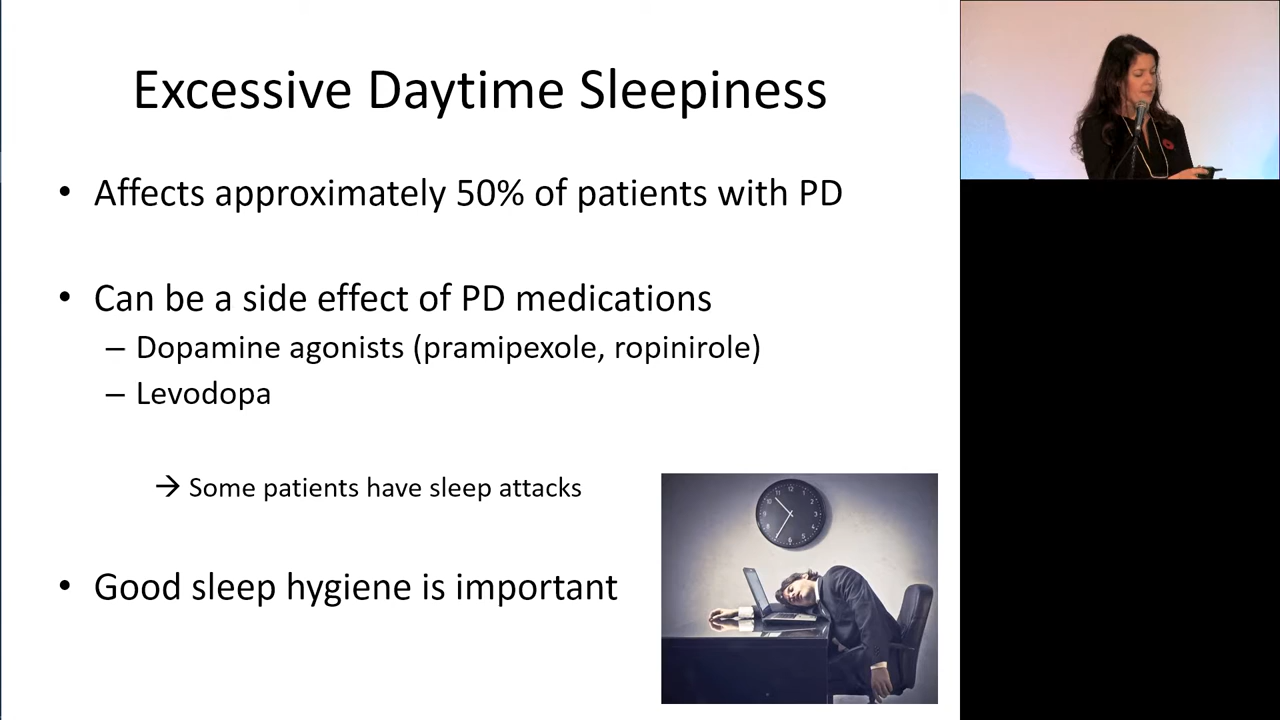 Excessive Daytime Sleepiness
• Affects approximately 50% of patients with PD
• Can be a side effect of PD medications
– Dopamine agonists (pramipexole, ropinirole)
– Levodopa
→ Some patients have sleep attacks
• Good sleep hygiene is important